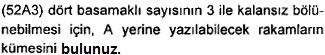 (52A3) dört basamaklı sayısının 3 ile kalansız bölü-
nebilmesi için, A yerine yazılabilecek rakamların
kümesini bulunuz.